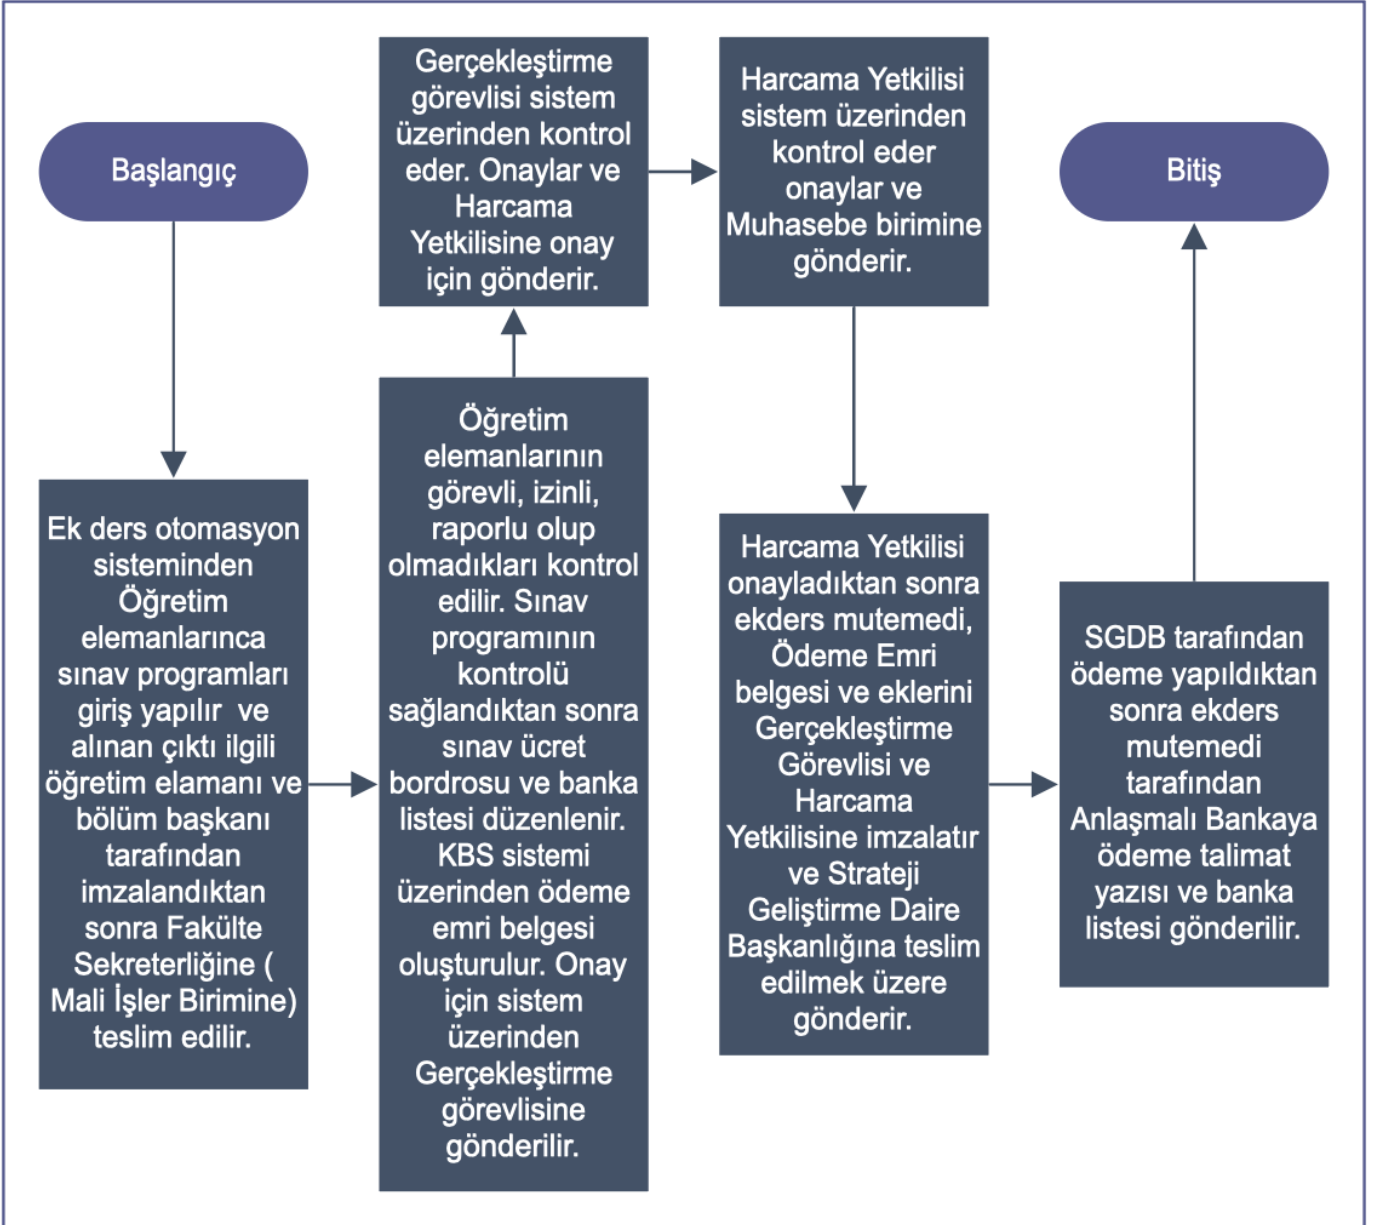 Başlangıç
Ek ders otomasyon
sisteminden
Öğretim
elemanlarınca
sınav programları
giriş yapılır  ve
alınan çıktı ilgili
öğretim elamanı ve
bölüm başkanı
tarafından
imzalandıktan
sonra Fakülte
Sekreterliğine (
Mali İşler Birimine)
teslim edilir.
Öğretim
elemanlarının
görevli, izinli,
raporlu olup
olmadıkları kontrol
edilir. Sınav
programının
kontrolü
sağlandıktan sonra
sınav ücret
bordrosu ve banka
listesi düzenlenir.
KBS sistemi
üzerinden ödeme
emri belgesi
oluşturulur. Onay
için sistem
üzerinden
Gerçekleştirme
görevlisine
gönderilir.
Gerçekleştirme
görevlisi sistem
üzerinden kontrol
eder. Onaylar ve
Harcama
Yetkilisine onay
için gönderir.
Harcama Yetkilisi
sistem üzerinden
kontrol eder
onaylar ve
Muhasebe birimine
gönderir.
Harcama Yetkilisi
onayladıktan sonra
ekders mutemedi,
Ödeme Emri
belgesi ve eklerini
Gerçekleştirme
Görevlisi ve
Harcama
Yetkilisine imzalatır
ve Strateji
Geliştirme Daire
Başkanlığına teslim
edilmek üzere
gönderir.
SGDB tarafından
ödeme yapıldıktan
sonra ekders
mutemedi
tarafından
Anlaşmalı Bankaya
ödeme talimat
yazısı ve banka
listesi gönderilir.
Bitiş